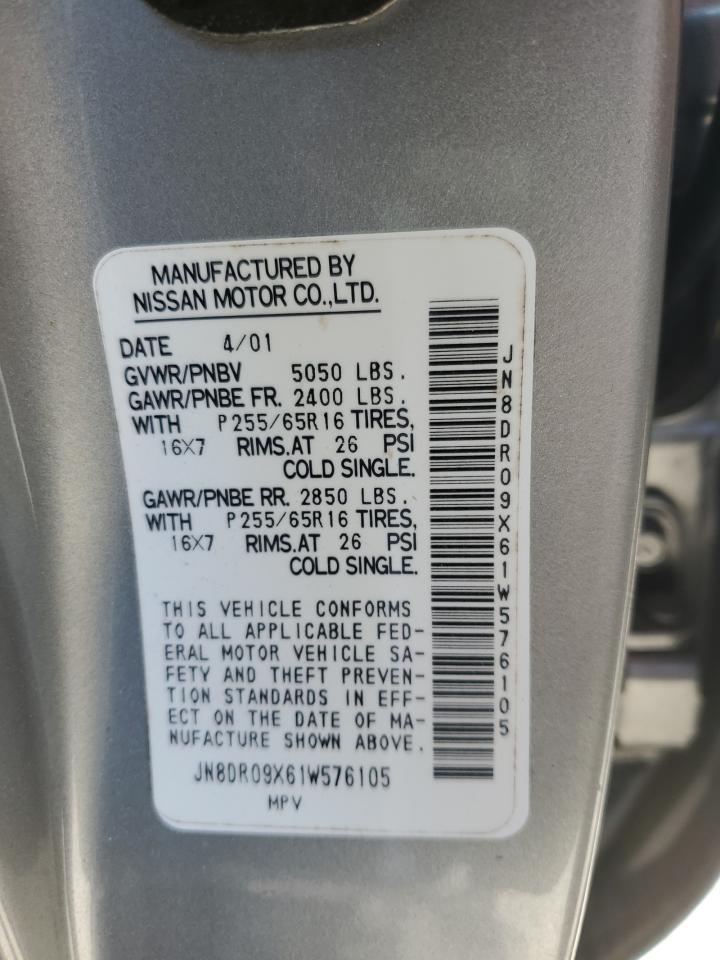 MANUFACTURED BY
NISSAN MOTOR CO.,LTD.
DATE 4/01
GVWR/PNBV 5050 LBS.
GAWR/PNBE FR. 2400 LBS.
WITH P255/65R16 TIRES,
16X7 RIMS.AT 26 PSI
COLD SINGLE.
GAWR/PNBE RR. 2850 LBS.
WITH P255/65R16 TIRES,
16X7 RIMS.AT 26 PSI
COLD SINGLE.
THIS VEHICLE CONFORMS
TO ALL APPLICABLE FED-
ERAL MOTOR VEHICLE SA-
FETY AND THEFT PREVEN-
TION STANDARDS IN EFF-
ECT ON THE DATE OF MA-
NUFACTURE SHOWN ABOVE.
JN8DR09X61W576105
MPV
JN8DR09X61W576105